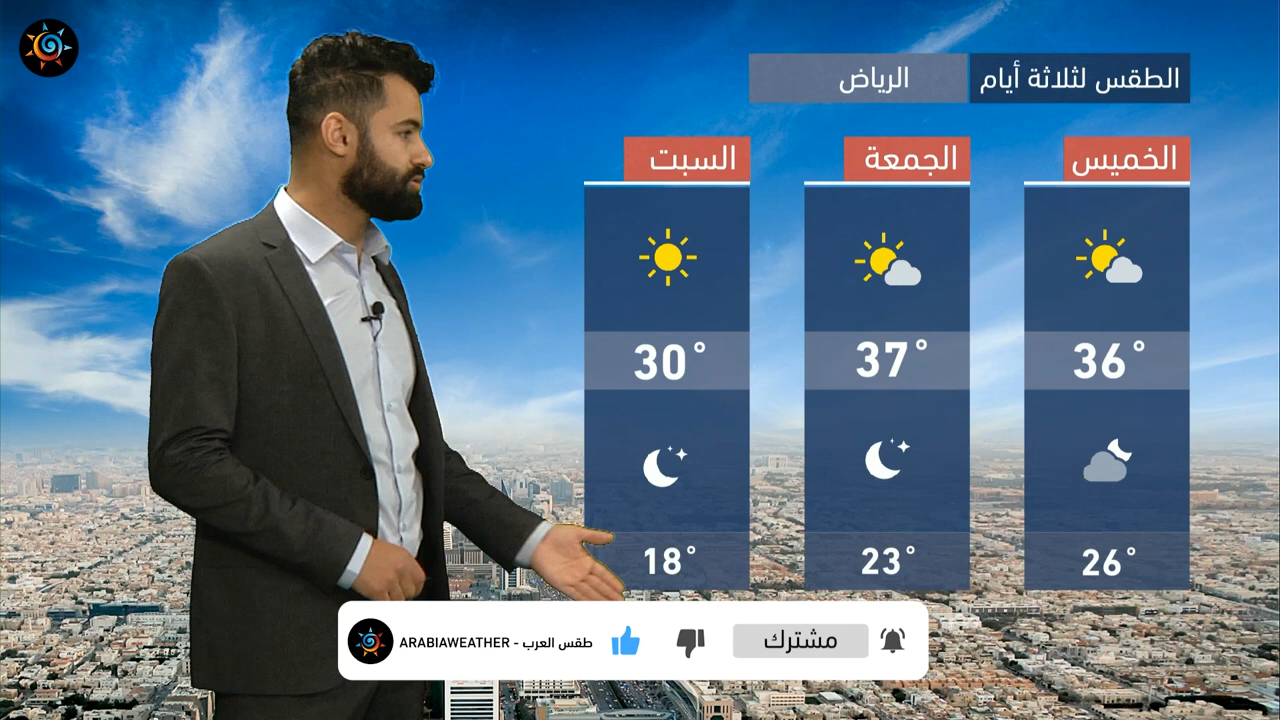 الطقس لثلاثة أيام
الرياض
الخميس
الجمعة
السبت
36°
37°
30°
26°
23°
18°
طقس العرب - ARABIAWEATHER
مشترك